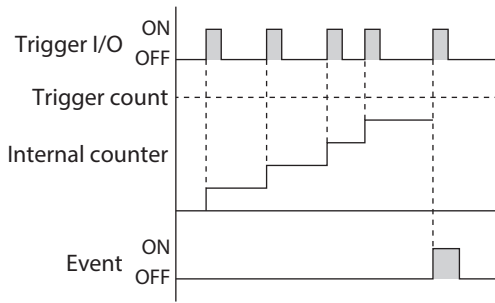 Trigger I/O
ON
OFF
Trigger count
Internal counter
Event
ON
OFF